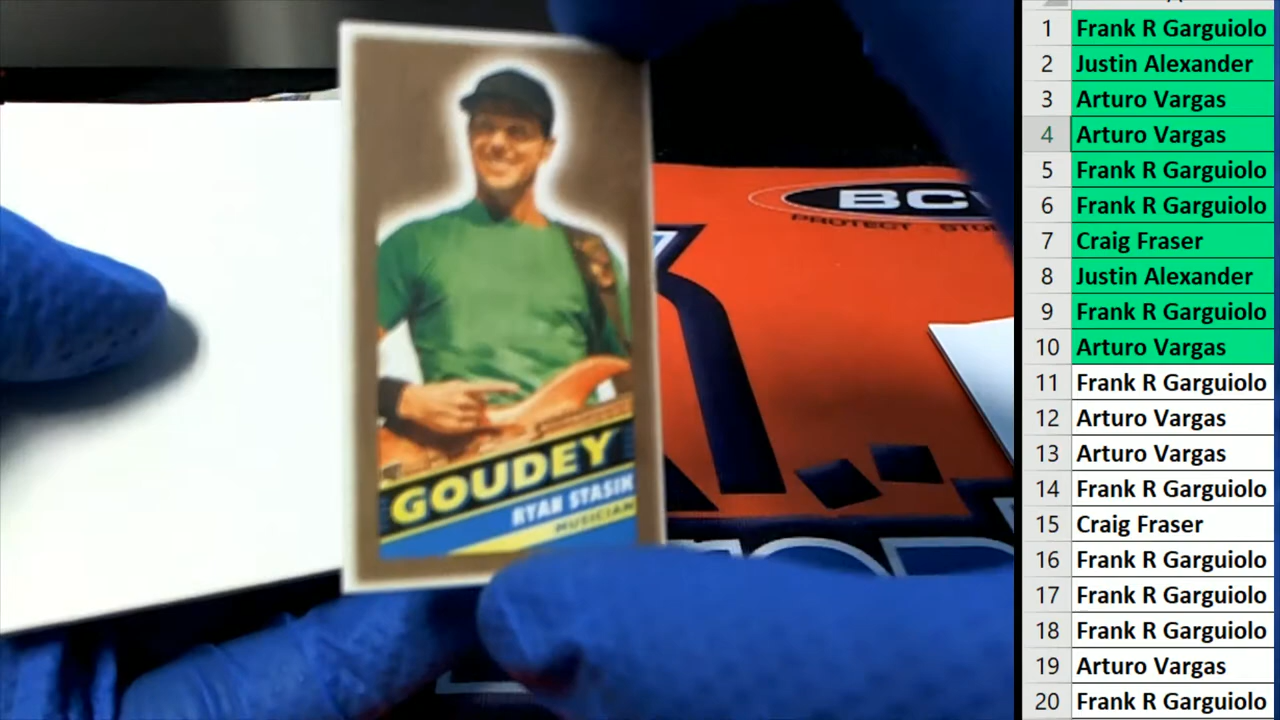 GOUDEY
RYAN STASIK
MUSICIAN
BC
PROTECT STO
1 Frank R Garguiolo
2 Justin Alexander
3 Arturo Vargas
4 Arturo Vargas
5 Frank R Garguiolo
6 Frank R Garguiolo
7 Craig Fraser
8 Justin Alexander
9 Frank R Garguiolo
10 Arturo Vargas
11 Frank R Garguiolo
12 Arturo Vargas
13 Arturo Vargas
14 Frank R Garguiolo
15 Craig Fraser
16 Frank R Garguiolo
17 Frank R Garguiolo
18 Frank R Garguiolo
19 Arturo Vargas
20 Frank R Garguiolo